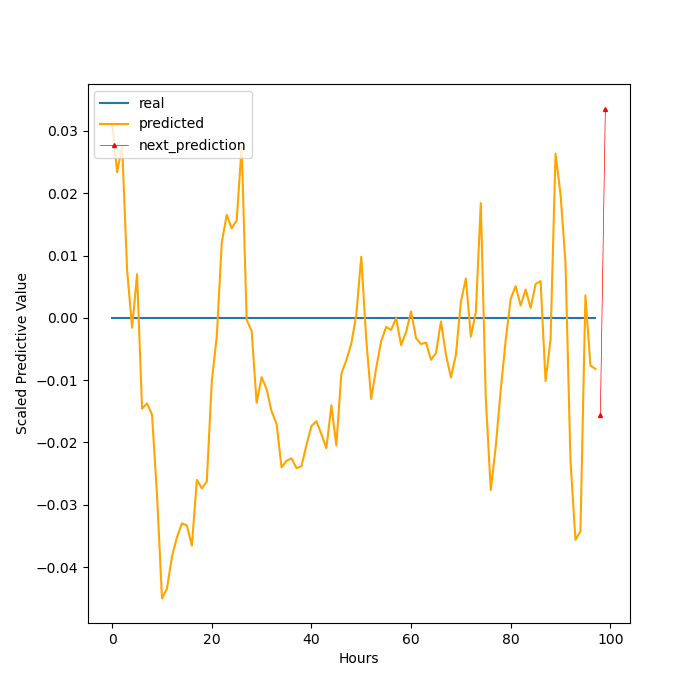 real
predicted
next_prediction
0.03
0.02
0.01
0.00
−0.01
−0.02
−0.03
−0.04
Scaled Predictive Value
0 20 40 60 80 100
Hours